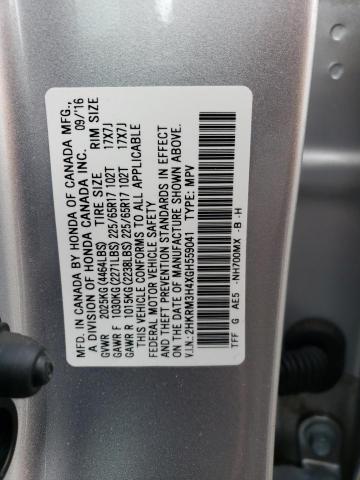 MFD. IN CANADA BY HONDA OF CANADA MFG.,
A DIVISION OF HONDA CANADA INC. 09/16
TIRE SIZE RIM SIZE
GVWR 2025KG(4464LBS)
GAWR F 1030KG(2271LBS) 225/65R17 102T 17X7J
GAWR R 1015KG(2238LBS) 225/65R17 102T 17X7J
THIS VEHICLE CONFORMS TO ALL APPLICABLE
FEDERAL MOTOR VEHICLE SAFETY
AND THEFT PREVENTION STANDARDS IN EFFECT
ON THE DATE OF MANUFACTURE SHOWN ABOVE.
V.I.N.: 2HKRM3H4XGH559041 TYPE: MPV
TFF G AE5 -NH700MX -B -H